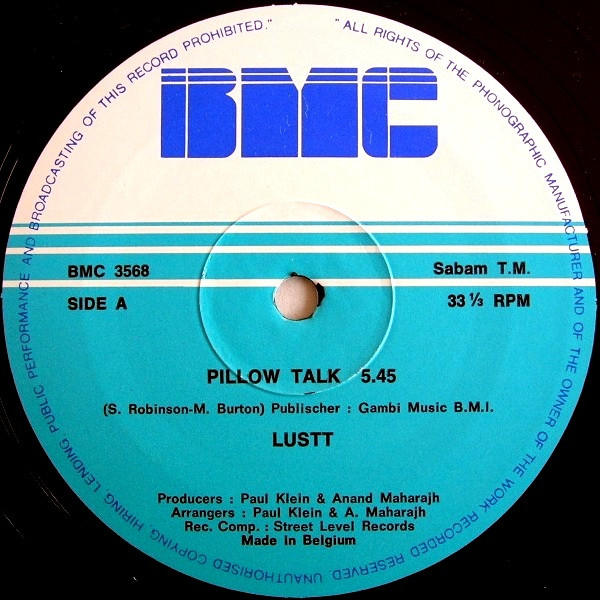 "ALL RIGHTS OF THE PHONOGRAPHIC MANUFACTURER AND OF THE OWNER OF THE WORK RECORDED RESERVED. UNAUTHORISED COPYING HIRING LENDING PUBLIC PERFORMANCE AND BROADCASTING OF THIS RECORD PROHIBITED."
BMC
BMC 3568 Sabam T.M.
SIDE A 33 ⅓ RPM
PILLOW TALK 5.45
(S. Robinson-M. Burton) Publischer : Gambi Music B.M.I.
LUSTT
Producers : Paul Klein & Anand Maharajh
Arrangers : Paul Klein & A. Maharajh
Rec. Comp. : Street Level Records
Made in Belgium